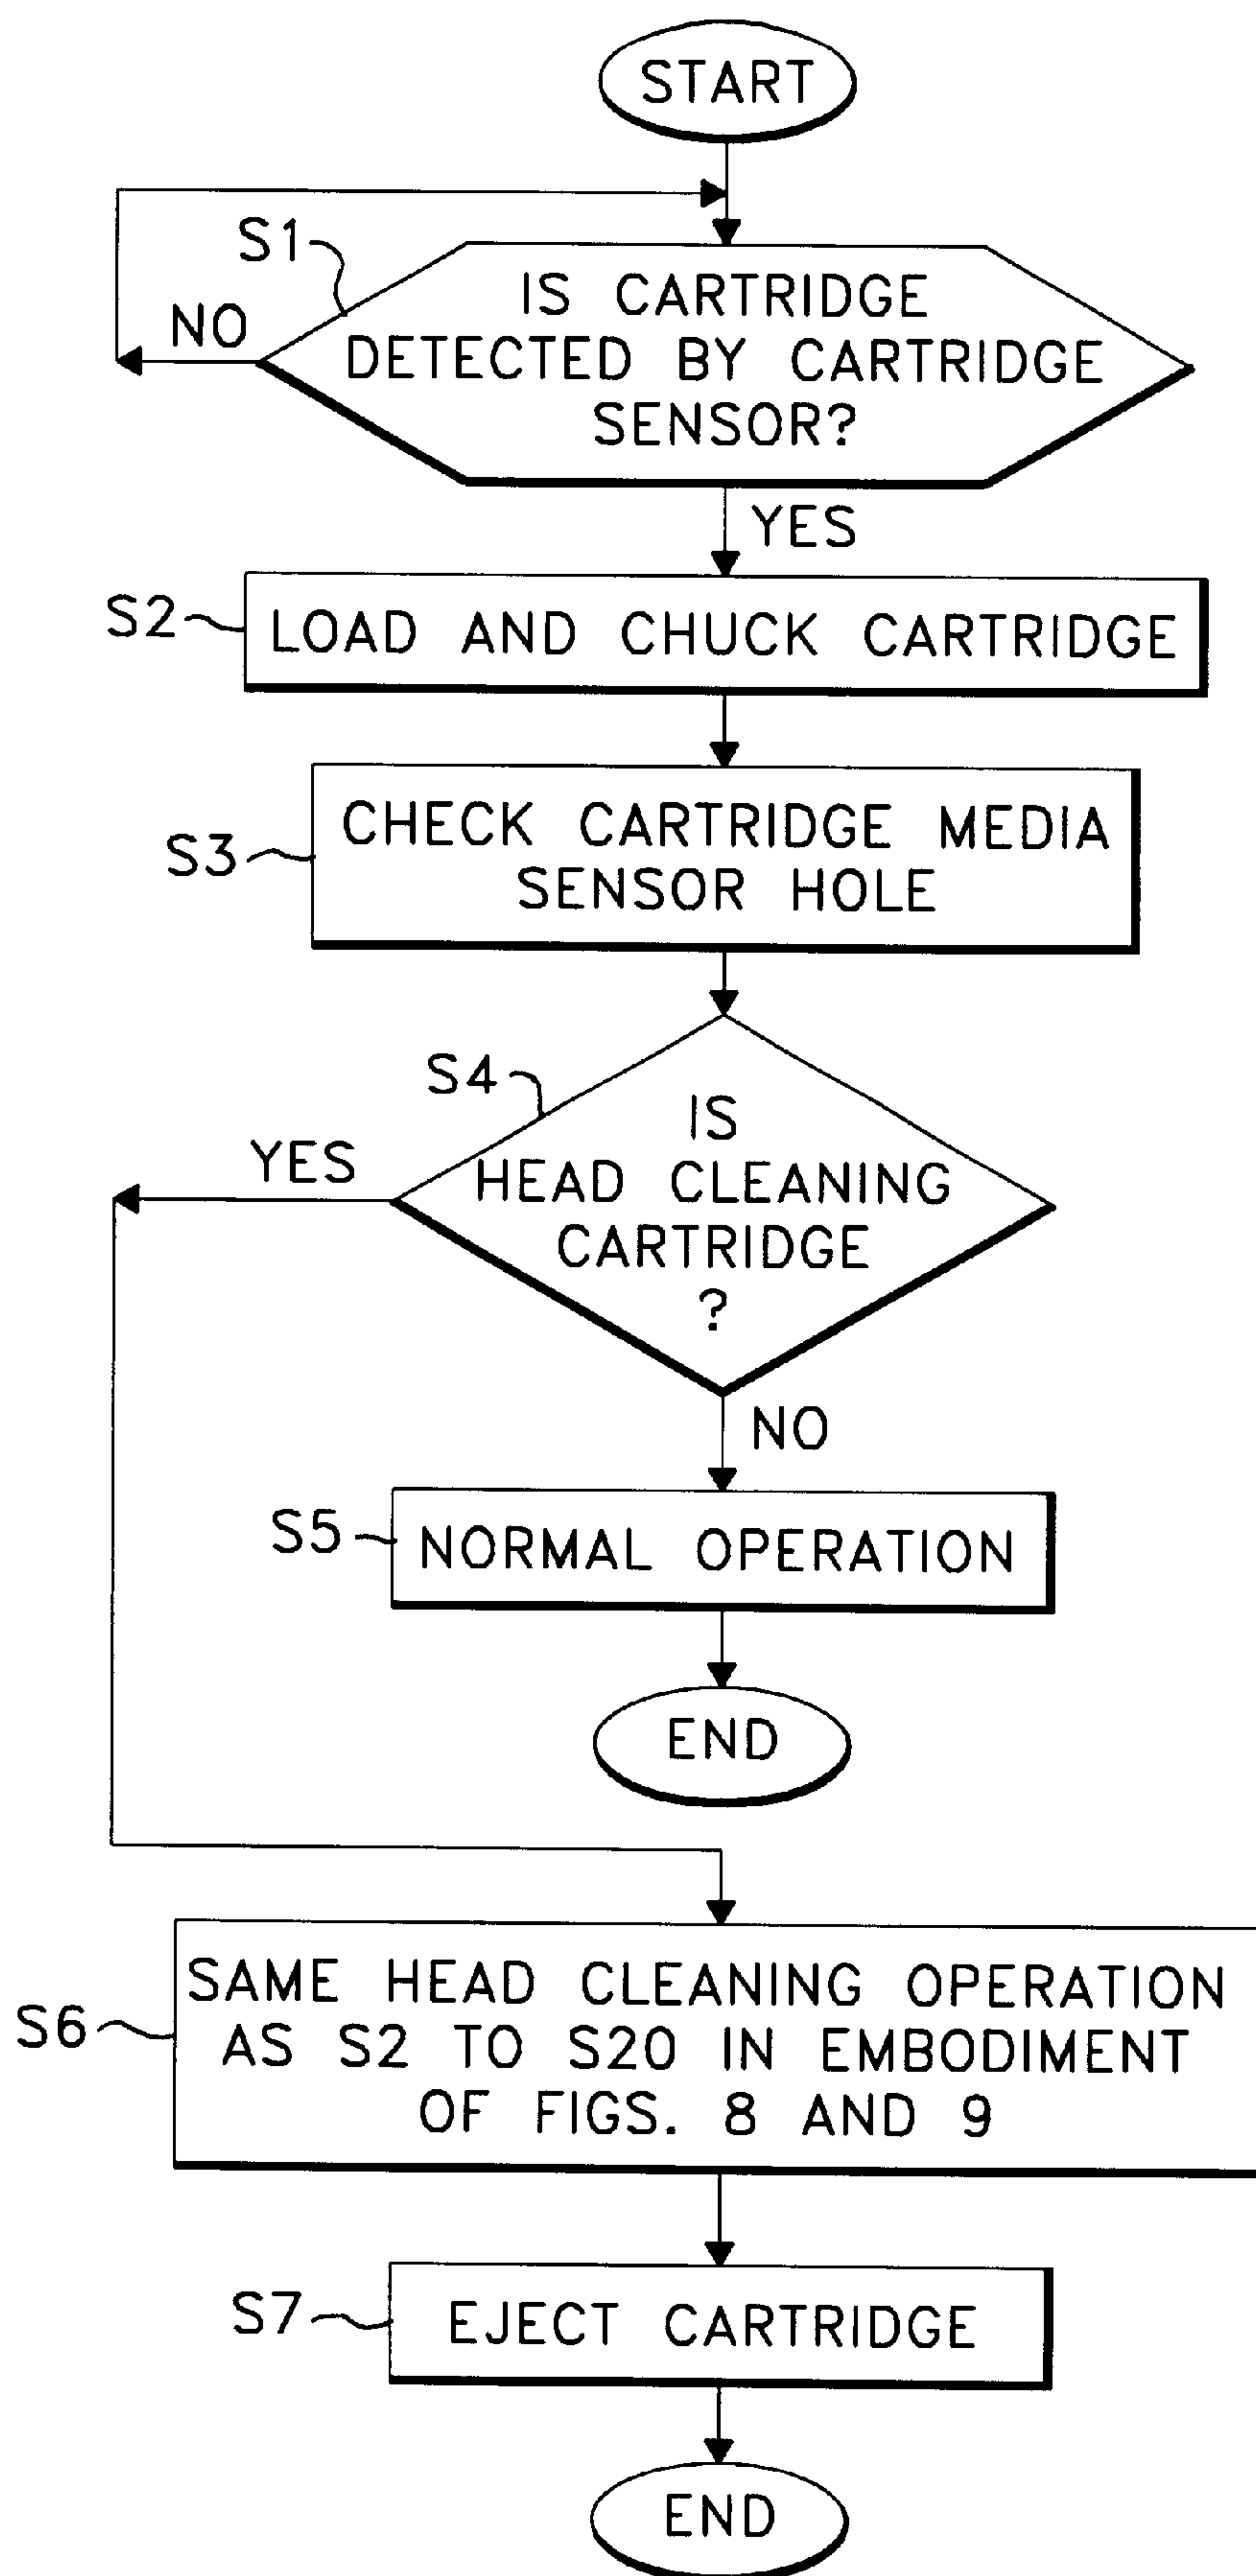 START
S1
IS CARTRIDGE
DETECTED BY CARTRIDGE
SENSOR?
NO
YES
S2
LOAD AND CHUCK CARTRIDGE
S3
CHECK CARTRIDGE MEDIA
SENSOR HOLE
S4
IS
HEAD CLEANING
CARTRIDGE
?
YES
NO
S5
NORMAL OPERATION
END
S6
SAME HEAD CLEANING OPERATION
AS S2 TO S20 IN EMBODIMENT
OF FIGS. 8 AND 9
S7
EJECT CARTRIDGE
END